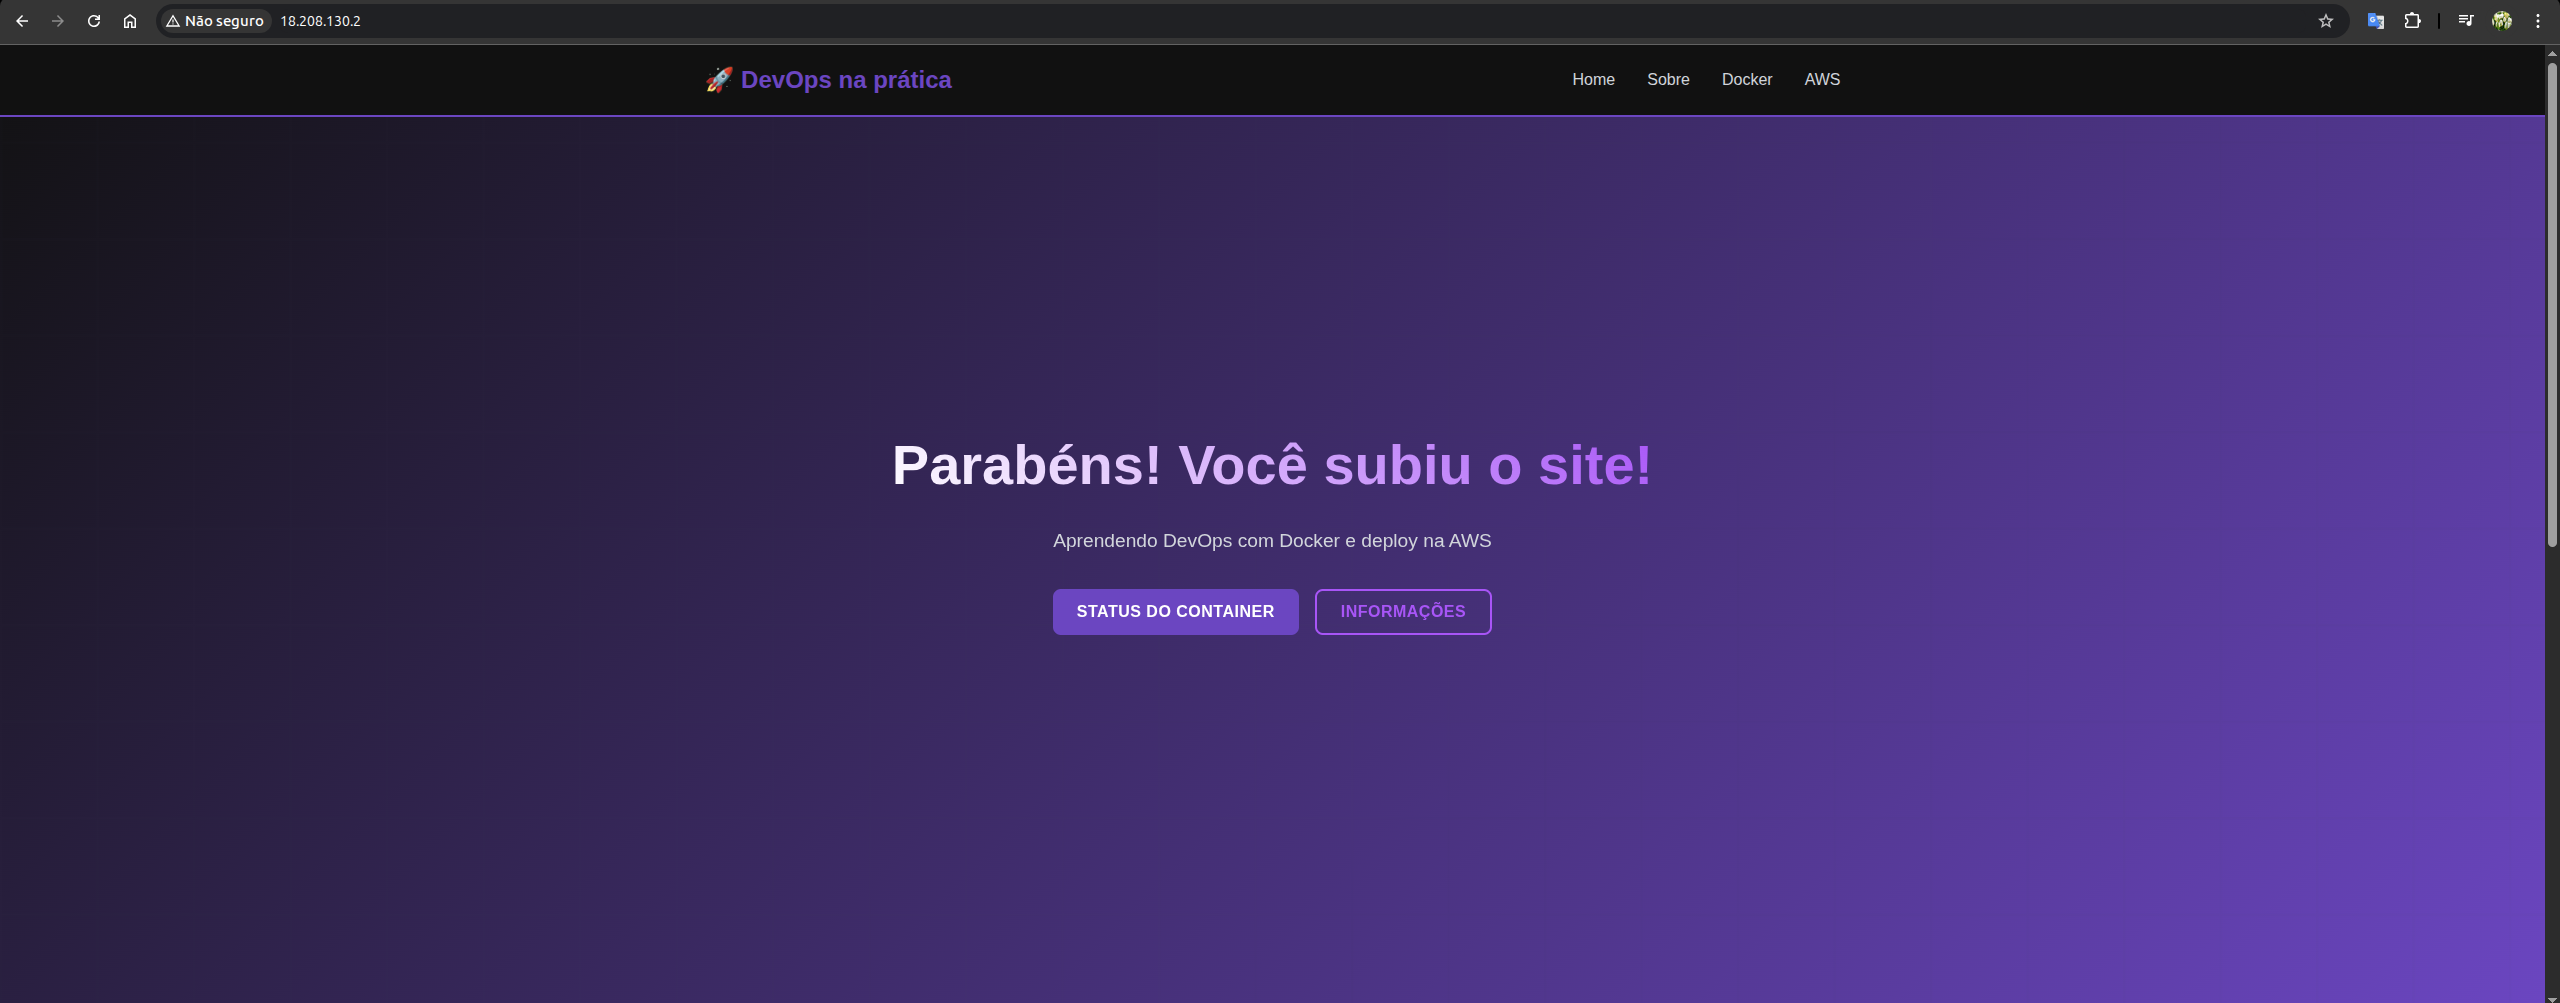 Não seguro 18.208.130.2
🚀 DevOps na prática
Home Sobre Docker AWS
Parabéns! Você subiu o site!
Aprendendo DevOps com Docker e deploy na AWS
STATUS DO CONTAINER INFORMAÇÕES